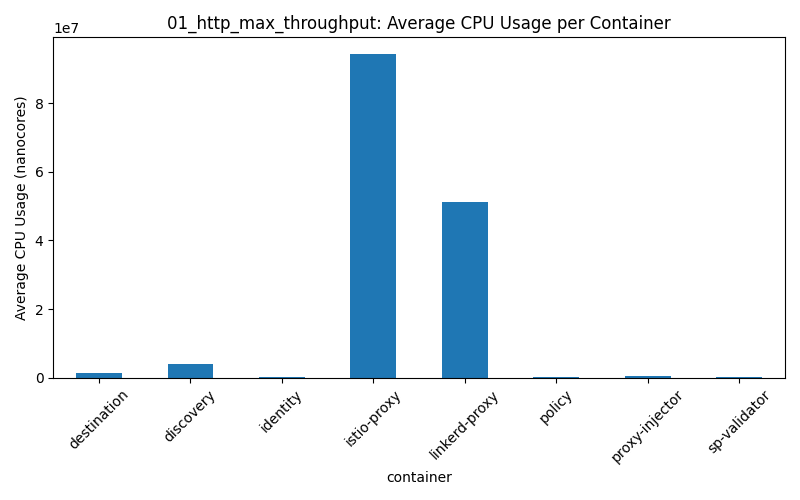 01_http_max_throughput: Average CPU Usage per Container
1e7
Average CPU Usage (nanocores)
8
6
4
2
0
destination
discovery
identity
istio-proxy
linkerd-proxy
policy
proxy-injector
sp-validator
container